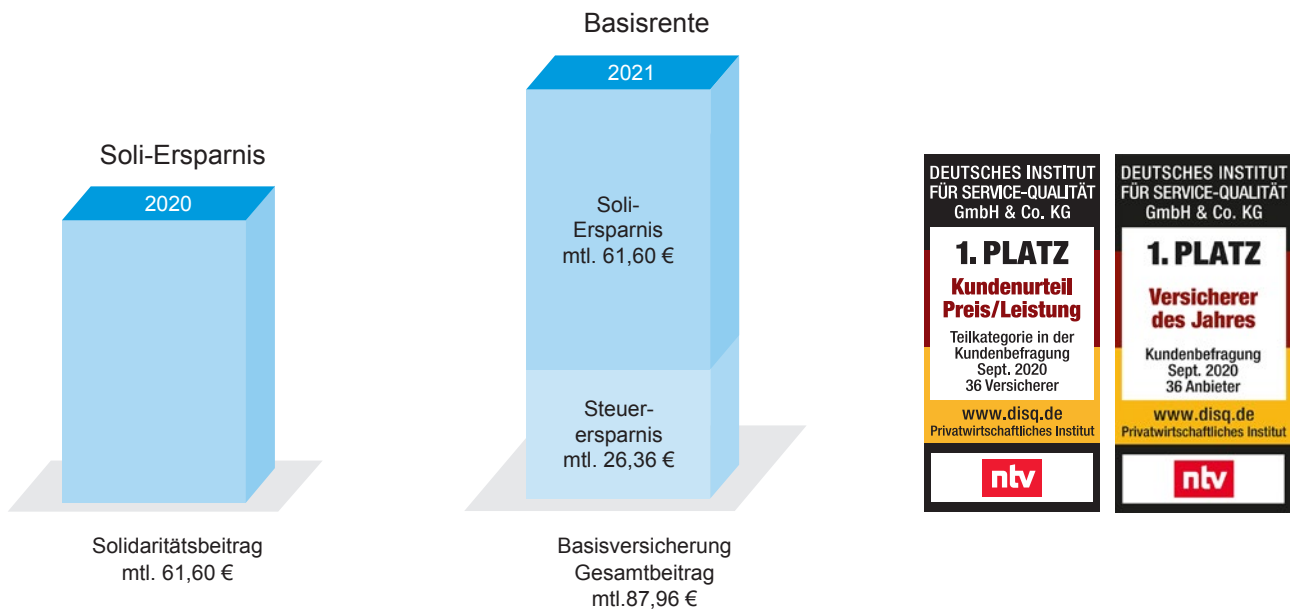 Soli-Ersparnis
2020
Solidaritätsbeitrag
mtl. 61,60 €
Basisrente
2021
Soli-
Ersparnis
mtl. 61,60 €
Steuer-
ersparnis
mtl. 26,36 €
Basisversicherung
Gesamtbeitrag
mtl.87,96 €
DEUTSCHES INSTITUT
FÜR SERVICE-QUALITÄT
GmbH & Co. KG
1. PLATZ
Kundenurteil
Preis/Leistung
Teilkategorie in der
Kundenbefragung
Sept. 2020
36 Versicherer
www.disq.de
Privatwirtschaftliches Institut
ntv
DEUTSCHES INSTITUT
FÜR SERVICE-QUALITÄT
GmbH & Co. KG
1. PLATZ
Versicherer
des Jahres
Kundenbefragung
Sept. 2020
36 Anbieter
www.disq.de
Privatwirtschaftliches Institut
ntv